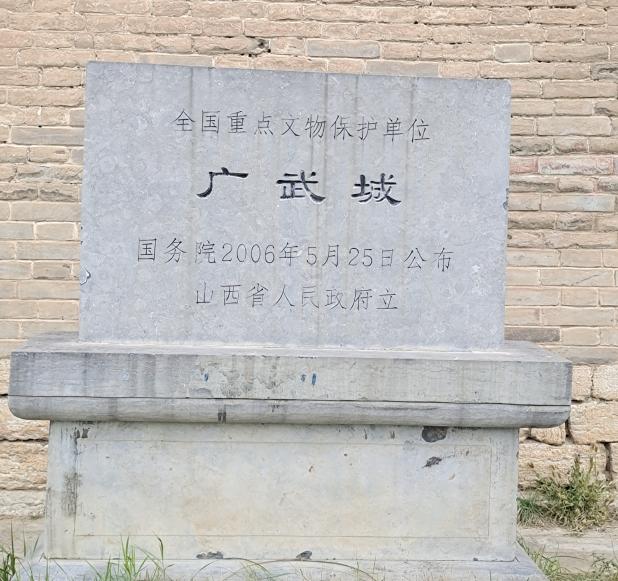 全国重点文物保护单位
广武城
国务院2006年5月25日公布
山西省人民政府立